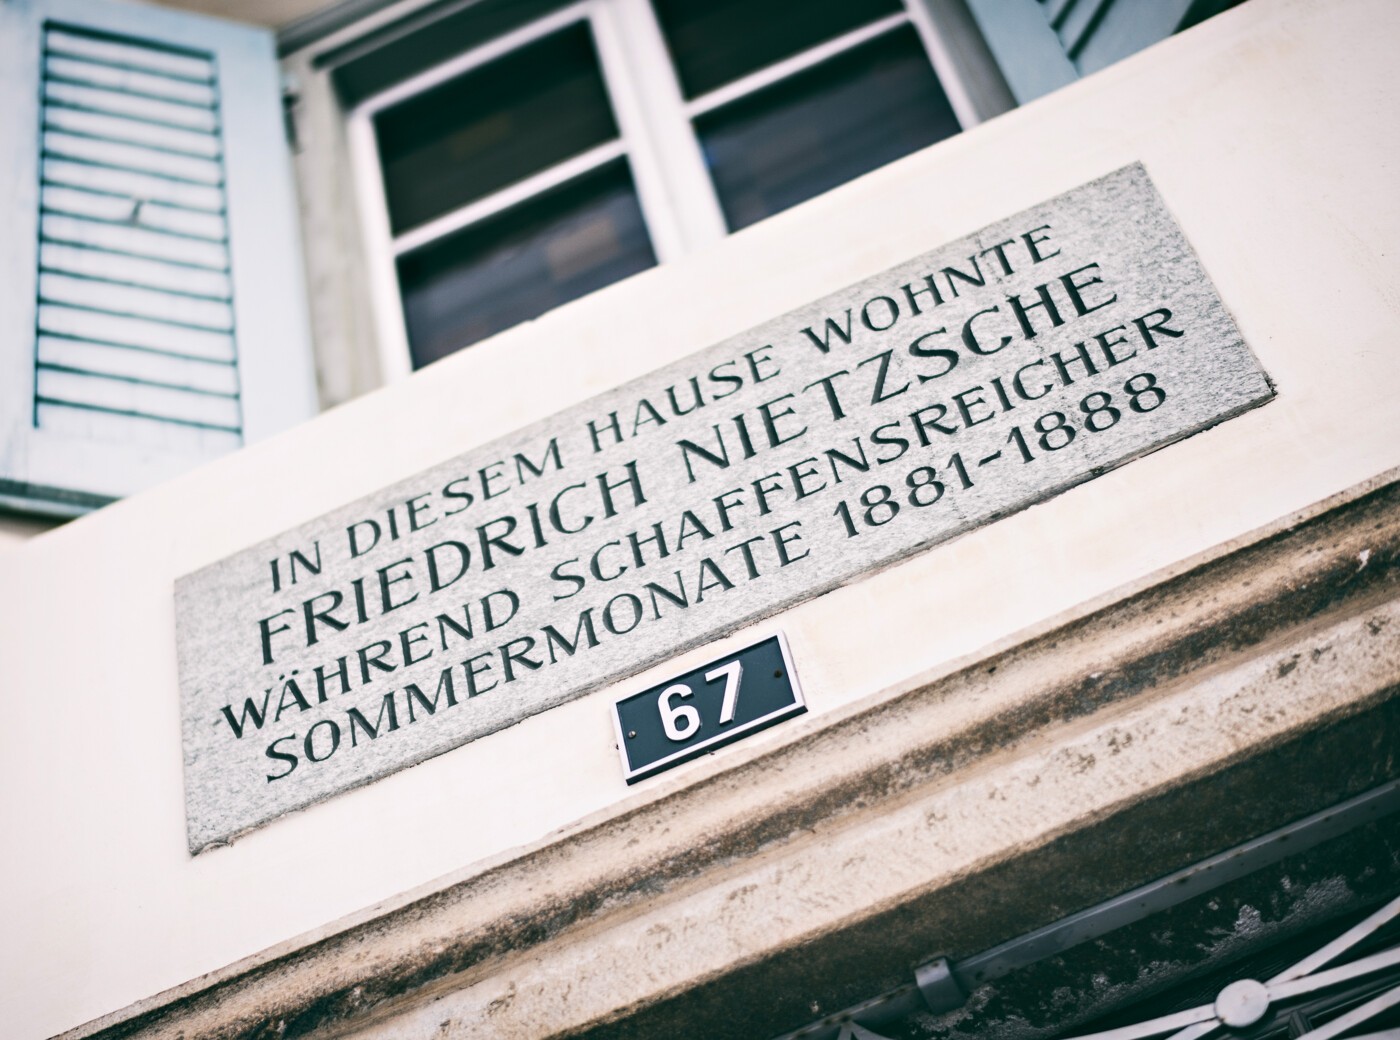 IN DIESEM HAUSE WOHNTE
FRIEDRICH NIETZSCHE
WÄHREND SCHAFFENSREICHER
SOMMERMONATE 1881-1888
67